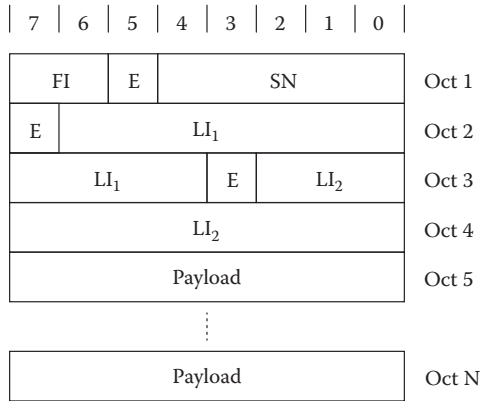 7 6 5 4 3 2 1 0
FI E SN Oct 1
E LI₁ Oct 2
LI₁ E LI₂ Oct 3
LI₂ Oct 4
Payload Oct 5
Payload Oct N